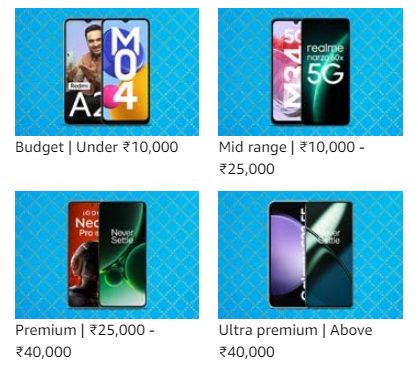 Redmi
A2
M
04
Budget | Under ₹10,000
M34 5G
realme
narzo 60x
5G
Mid range | ₹10,000 -
₹25,000
iQOO
Neo
Pro
Never
Settle
Premium | ₹25,000 -
₹40,000
Never
Settle
Ultra premium | Above
₹40,000